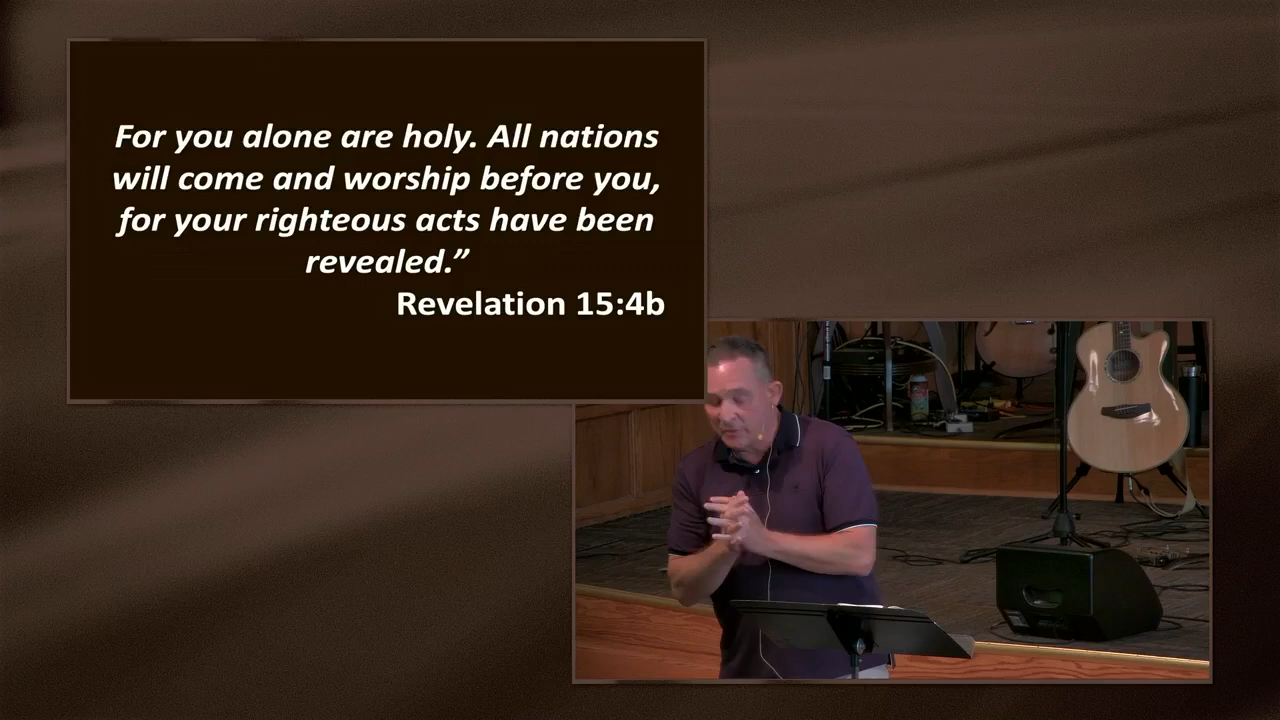 For you alone are holy. All nations
will come and worship before you,
for your righteous acts have been
revealed.”
Revelation 15:4b